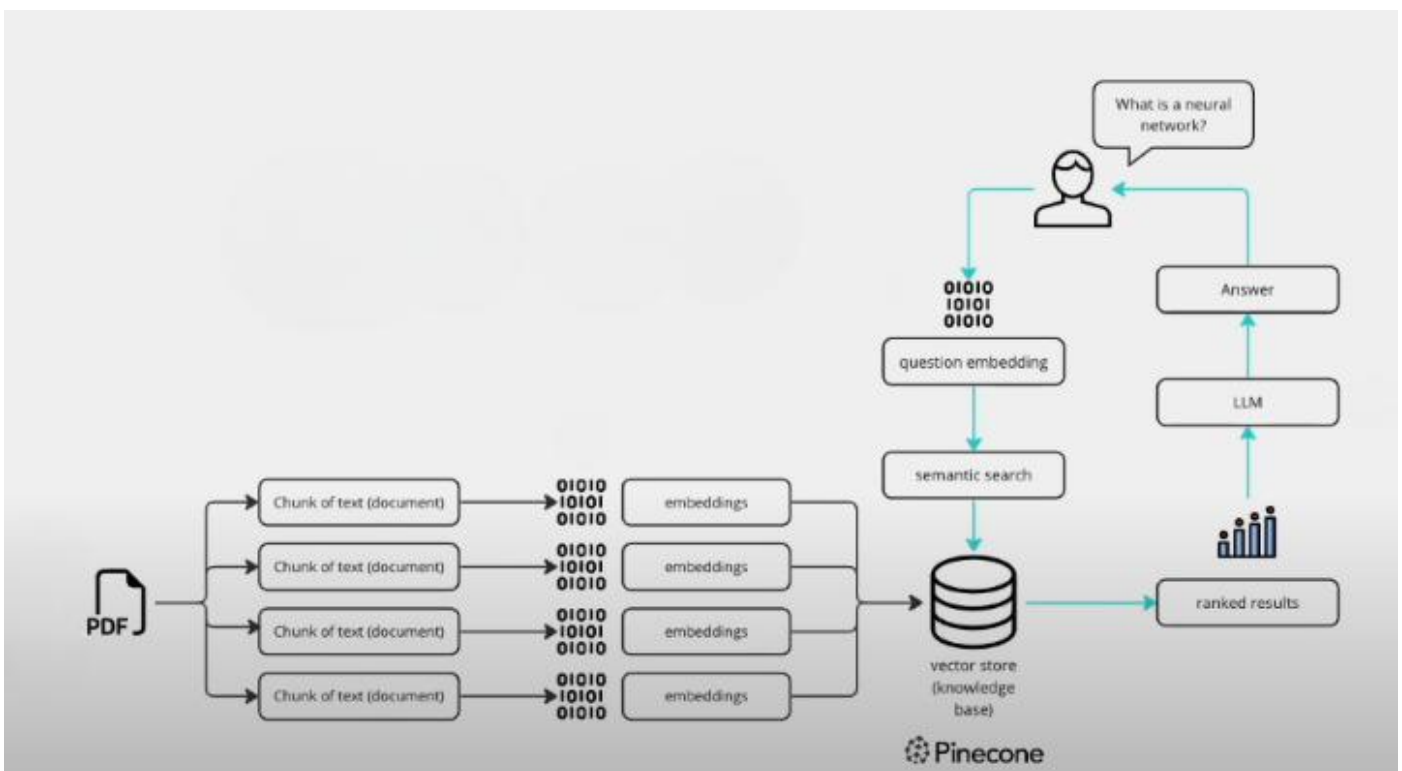 What is a neural
network?
01010
10101
01010
question embedding
Answer
LLM
semantic search
PDF
Chunk of text (document)
01010
10101
01010
embeddings
Chunk of text (document)
01010
10101
01010
embeddings
Chunk of text (document)
01010
10101
01010
embeddings
Chunk of text (document)
01010
10101
01010
embeddings
ranked results
vector store
(knowledge
base)
Pinecone